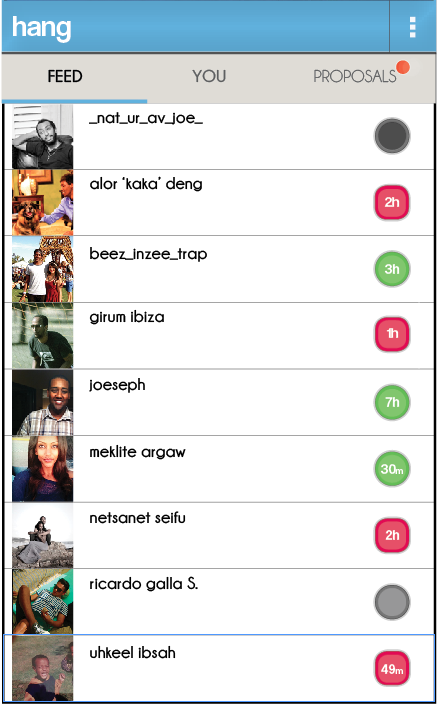 hang
FEED YOU PROPOSALS
_nat_ur_av_joe_
alor 'kaka' deng
2h
beez_inzee_trap
3h
girum ibiza
1h
joeseph
7h
meklite argaw
30m
netsanet seifu
2h
ricardo galla S.
uhkeel ibsah
49m